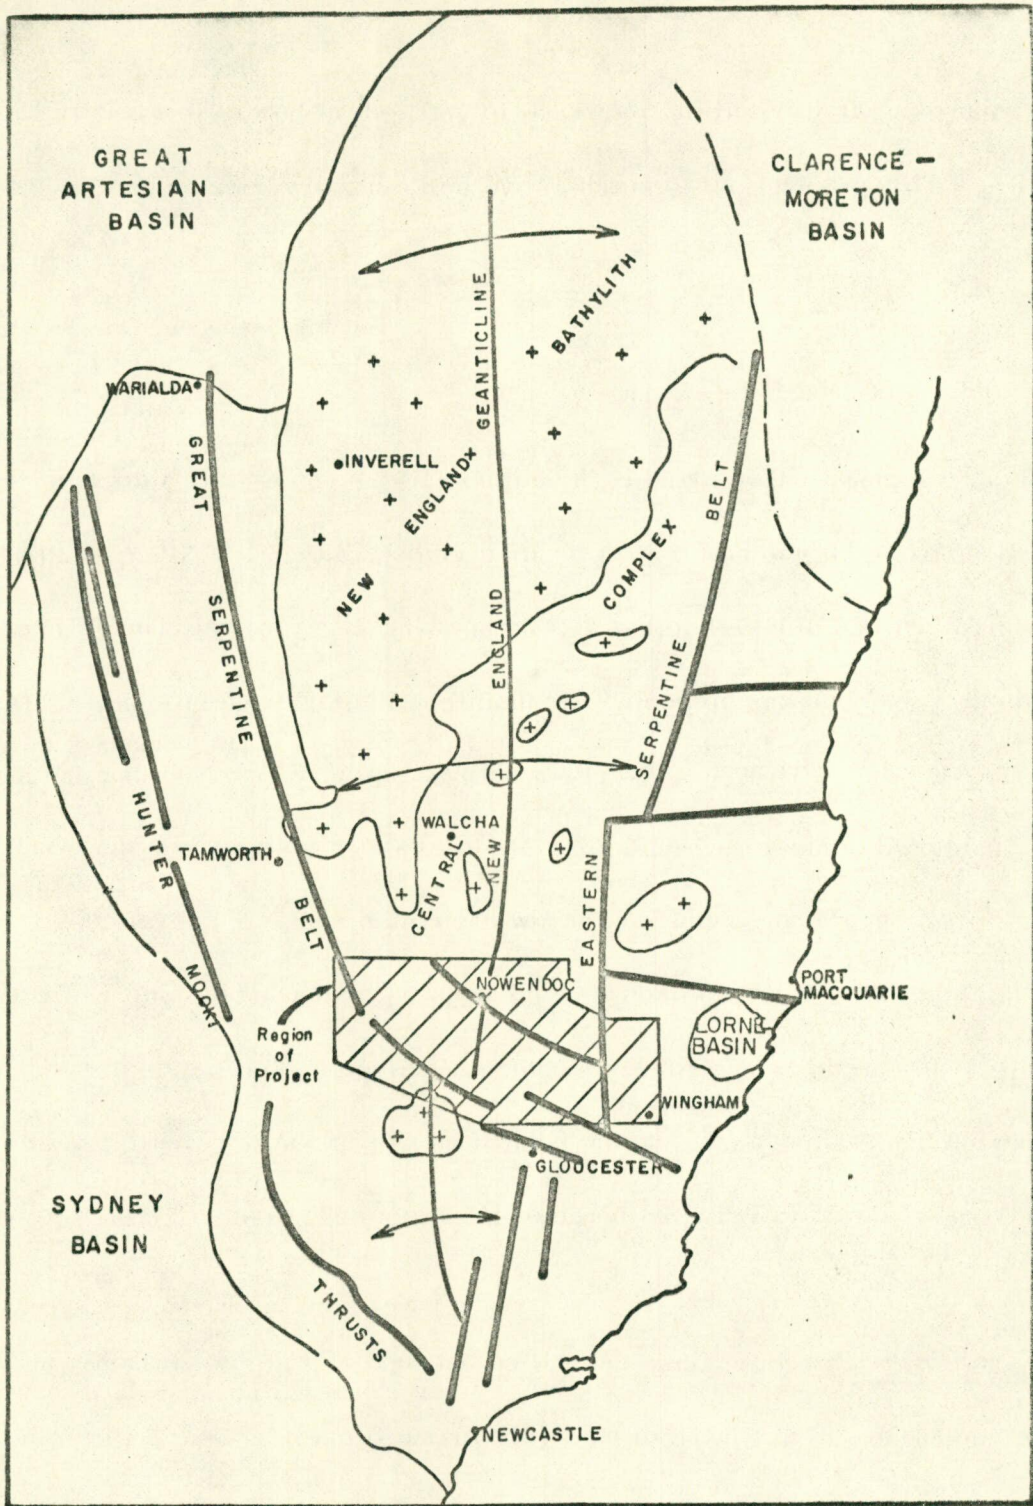 GREAT
ARTESIAN
BASIN
CLARENCE –
MORETON
BASIN
NEW ENGLAND BATHYLITH
NEW ENGLAND GEANTICLINE
WARIALDA
INVERELL
GREAT SERPENTINE BELT
CENTRAL COMPLEX
EASTERN SERPENTINE BELT
HUNTER
MOOKI
THRUSTS
TAMWORTH
WALCHA
NOWENDOC
PORT
MACQUARIE
LORNE
BASIN
Region
of
Project
WINGHAM
GLOUCESTER
SYDNEY
BASIN
NEWCASTLE